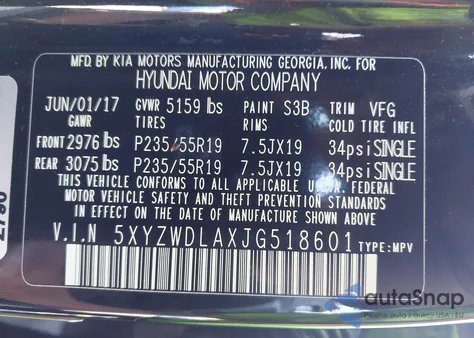 MFD. BY KIA MOTORS MANUFACTURING GEORGIA, INC. FOR
HYUNDAI MOTOR COMPANY
JUN/01/17 GVWR 5159 lbs PAINT S3B TRIM VFG
GAWR TIRES RIMS COLD TIRE INFL
FRONT 2976 lbs P235/55R19 7.5JX19 34psi SINGLE
REAR 3075 lbs P235/55R19 7.5JX19 34psi SINGLE
THIS VEHICLE CONFORMS TO ALL APPLICABLE U.S. FEDERAL
MOTOR VEHICLE SAFETY AND THEFT PREVENTION STANDARDS
IN EFFECT ON THE DATE OF MANUFACTURE SHOWN ABOVE.
V.I.N 5XYZWDLAXJG518601 TYPE:MPV
autoSnap